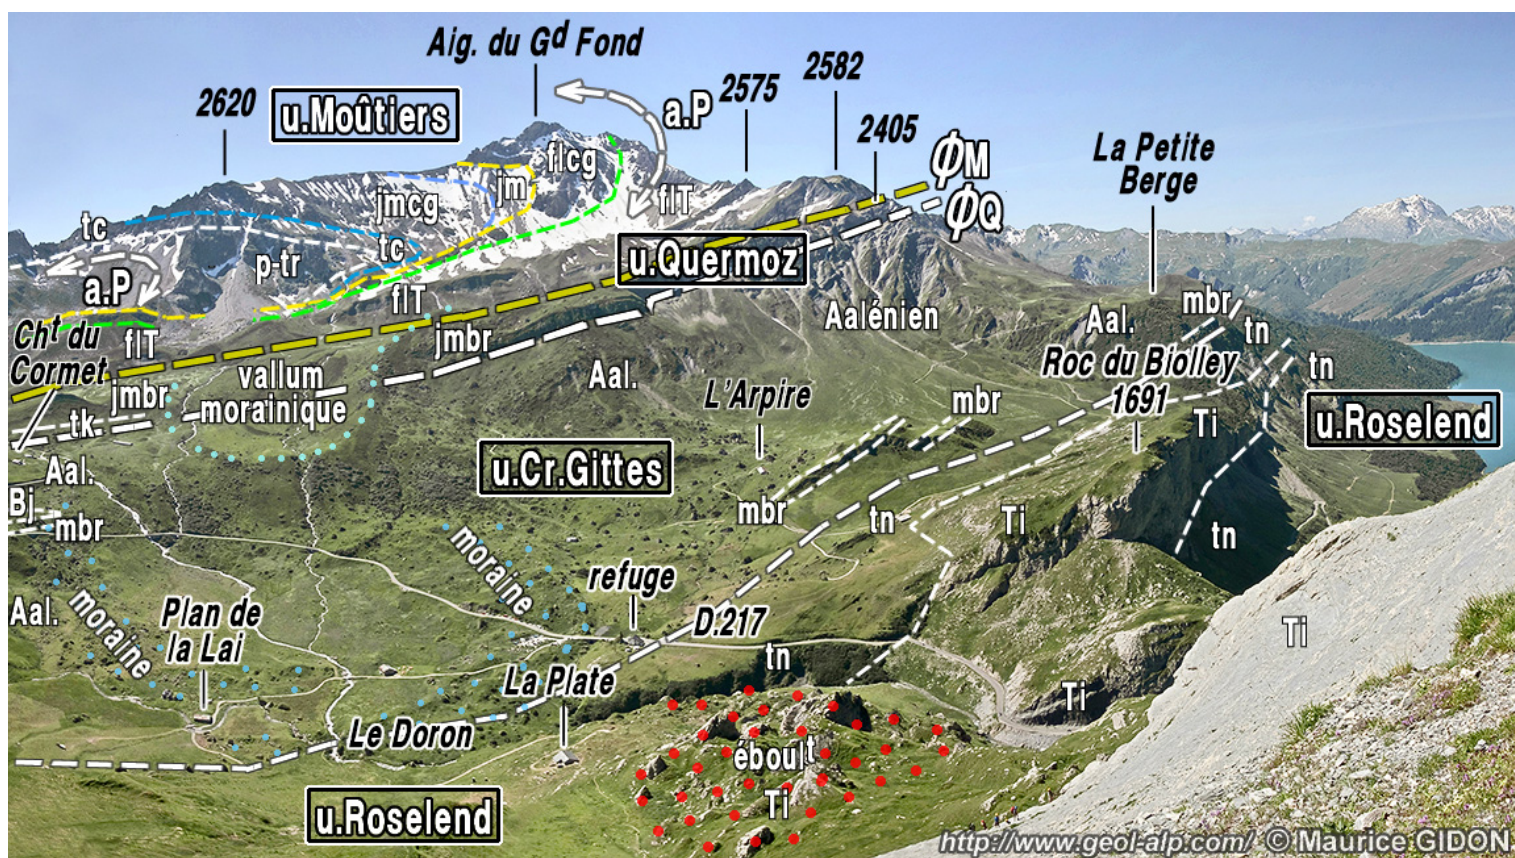 Aig. du Gd Fond
2582
2575
2620
u.Moûtiers
a.P
2405
ϕM
La Petite
Berge
flcg
jm
flT
jmcg
ϕQ
tc
tc
p-tr
u.Quermoz
a.P
flT
mbr
Aalénien
Aal.
tn
Cht du
Cormet
flT
jmbr
Roc du Biolley
1691
tn
vallum
morainique
Aal.
L'Arpire
mbr
jmbr
tk
Ti
u.Roselend
Aal.
u.Cr.Gittes
Bj
mbr
mbr
tn
Ti
tn
moraine
refuge
Aal.
moraine
Plan de
la Lai
D.217
Ti
tn
La Plate
Ti
Le Doron
éboult
Ti
u.Roselend
http://www.geol-alp.com/ © Maurice GIDON